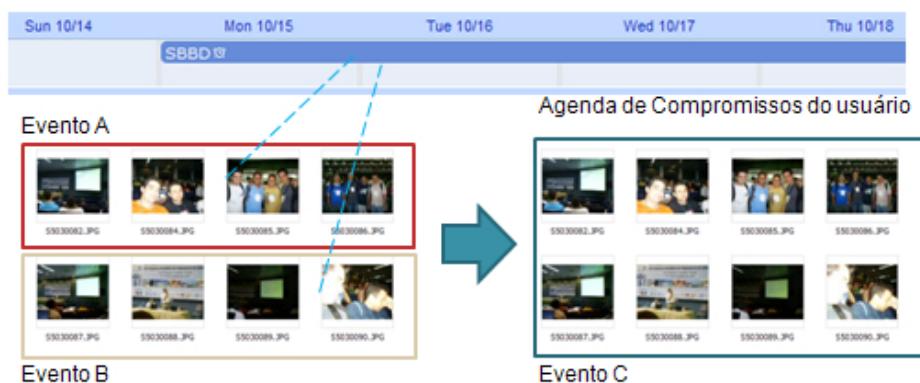 Sun 10/14 Mon 10/15 Tue 10/16 Wed 10/17 Thu 10/18
SBBD
Agenda de Compromissos do usuário
Evento A
S5030082.JPG S5030084.JPG S5030085.JPG S5030086.JPG
S5030087.JPG S5030088.JPG S5030089.JPG S5030090.JPG
Evento B
S5030082.JPG S5030084.JPG S5030085.JPG S5030086.JPG
S5030087.JPG S5030088.JPG S5030089.JPG S5030090.JPG
Evento C